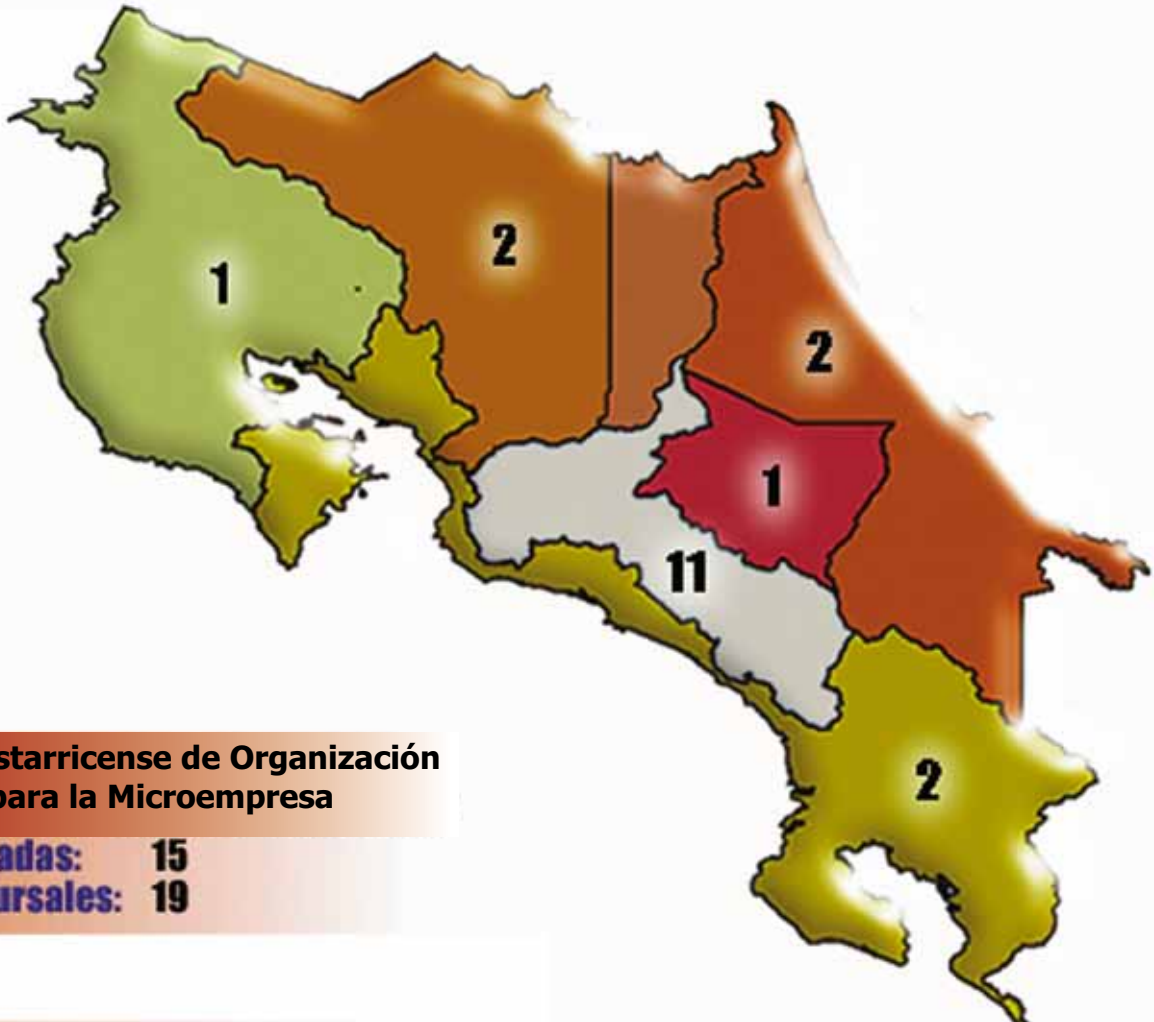 2
1
2
1
11
2
starricense de Organización
para la Microempresa
adas: 15
ursales: 19